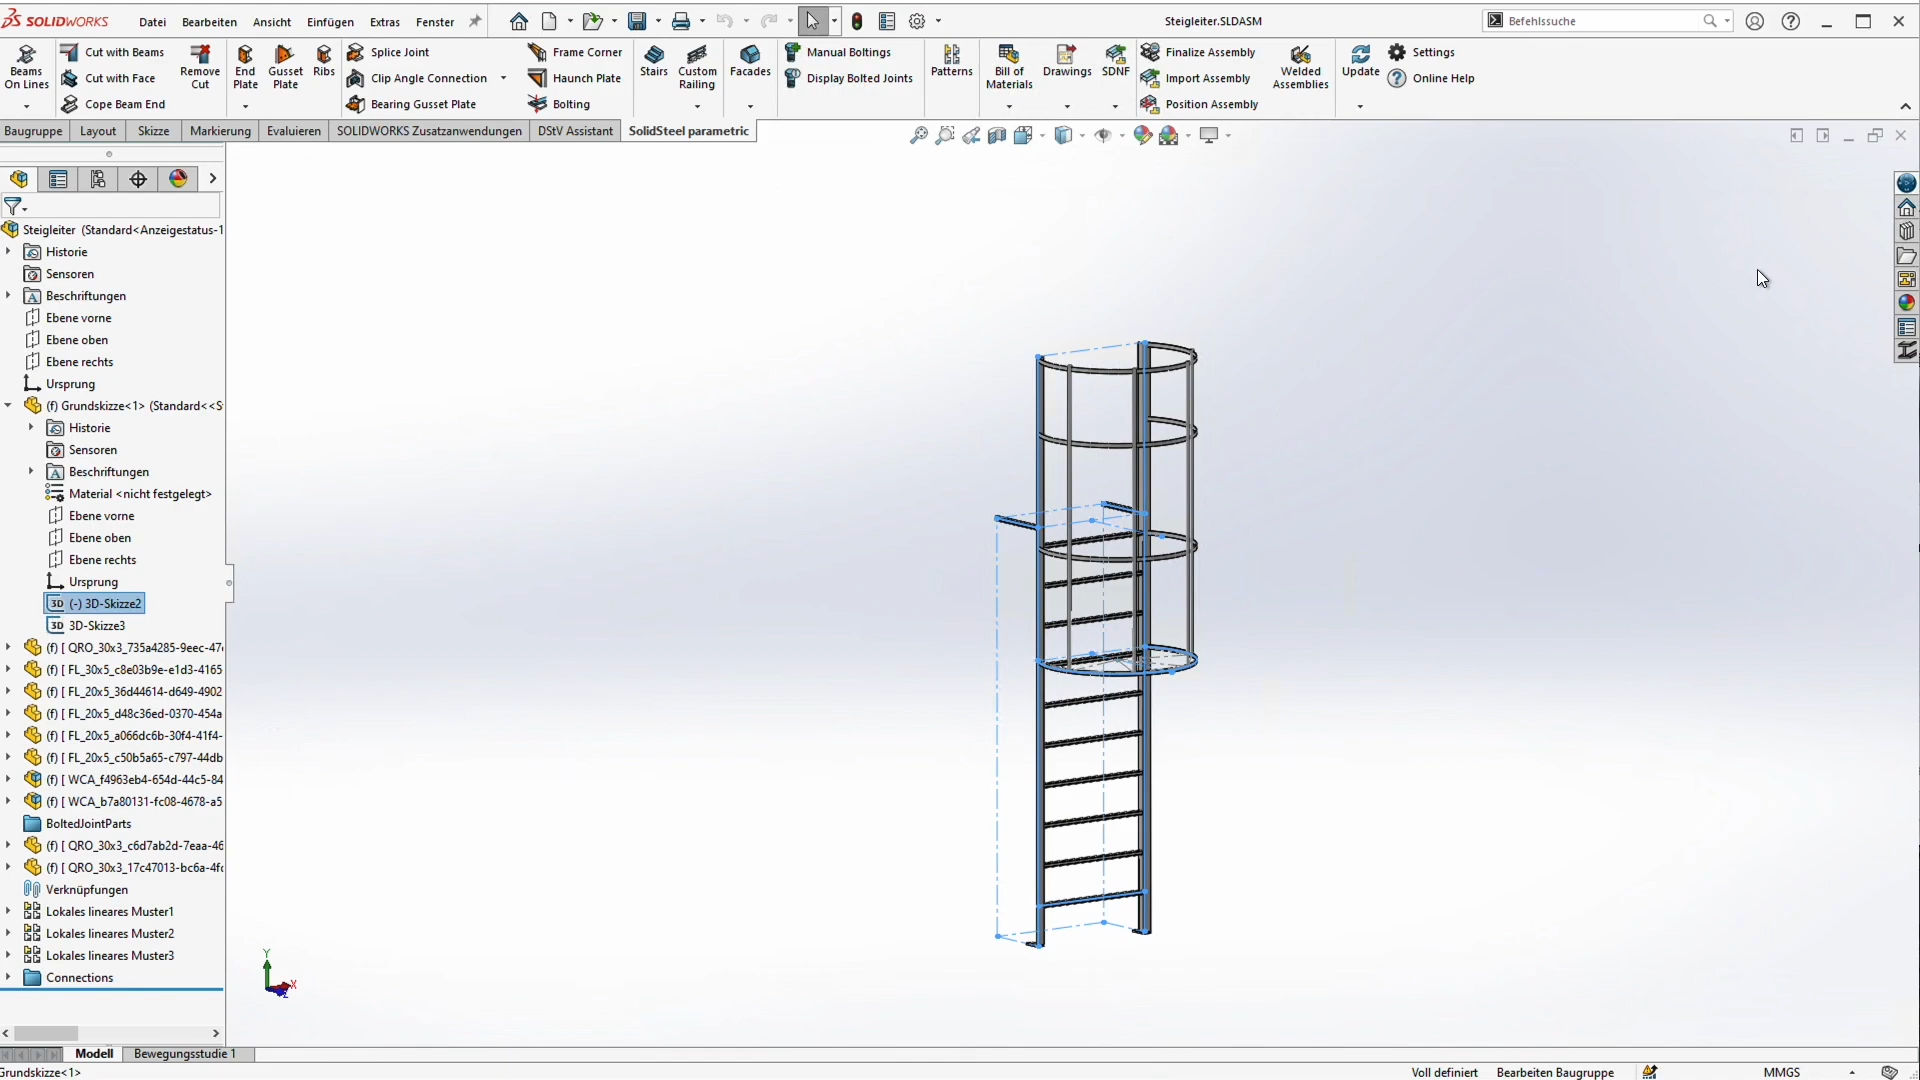 SOLIDWORKS
Datei Bearbeiten Ansicht Einfügen Extras Fenster
Steigleiter.SLDASM
Befehlssuche
Beams On Lines
Cut with Beams
Cut with Face
Cope Beam End
Remove Cut
End Plate
Gusset Plate
Ribs
Splice Joint
Clip Angle Connection
Bearing Gusset Plate
Frame Corner
Haunch Plate
Bolting
Stairs
Custom Railing
Facades
Manual Boltings
Display Bolted Joints
Patterns
Bill of Materials
Drawings
SDNF
Finalize Assembly
Import Assembly
Position Assembly
Welded Assemblies
Update
Settings
Online Help
Baugruppe Layout Skizze Markierung Evaluieren SOLIDWORKS Zusatzanwendungen DStV Assistant SolidSteel parametric
Steigleiter (Standard<Anzeigestatus-1
Historie
Sensoren
Beschriftungen
Ebene vorne
Ebene oben
Ebene rechts
Ursprung
(f) Grundskizze<1> (Standard<<S
Historie
Sensoren
Beschriftungen
Material <nicht festgelegt>
Ebene vorne
Ebene oben
Ebene rechts
Ursprung
3D (-) 3D-Skizze2
3D 3D-Skizze3
(f) [ QRO_30x3_735a4285-9eec-47
(f) [ FL_30x5_c8e03b9e-e1d3-4165
(f) [ FL_20x5_36d44614-d649-4902
(f) [ FL_20x5_d48c36ed-0370-454a
(f) [ FL_20x5_a066dc6b-30f4-41f4-
(f) [ FL_20x5_c50b5a65-c797-44db
(f) [ WCA_f4963eb4-654d-44c5-84
(f) [ WCA_b7a80131-fc08-4678-a5
BoltedJointParts
(f) [ QRO_30x3_c6d7ab2d-7eaa-46
(f) [ QRO_30x3_17c47013-bc6a-4f
Verknüpfungen
Lokales lineares Muster1
Lokales lineares Muster2
Lokales lineares Muster3
Connections
Y
X
Z
Modell Bewegungsstudie 1
Grundskizze<1>
Voll definiert Bearbeiten Baugruppe MMGS